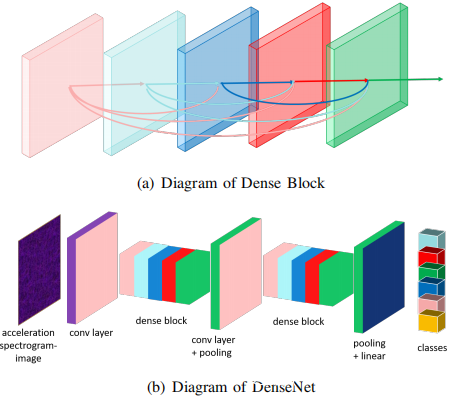 (a) Diagram of Dense Block
acceleration
spectrogram-
image
conv layer
dense block
conv layer
+ pooling
dense block
pooling
+ linear
classes
(b) Diagram of DenseNet